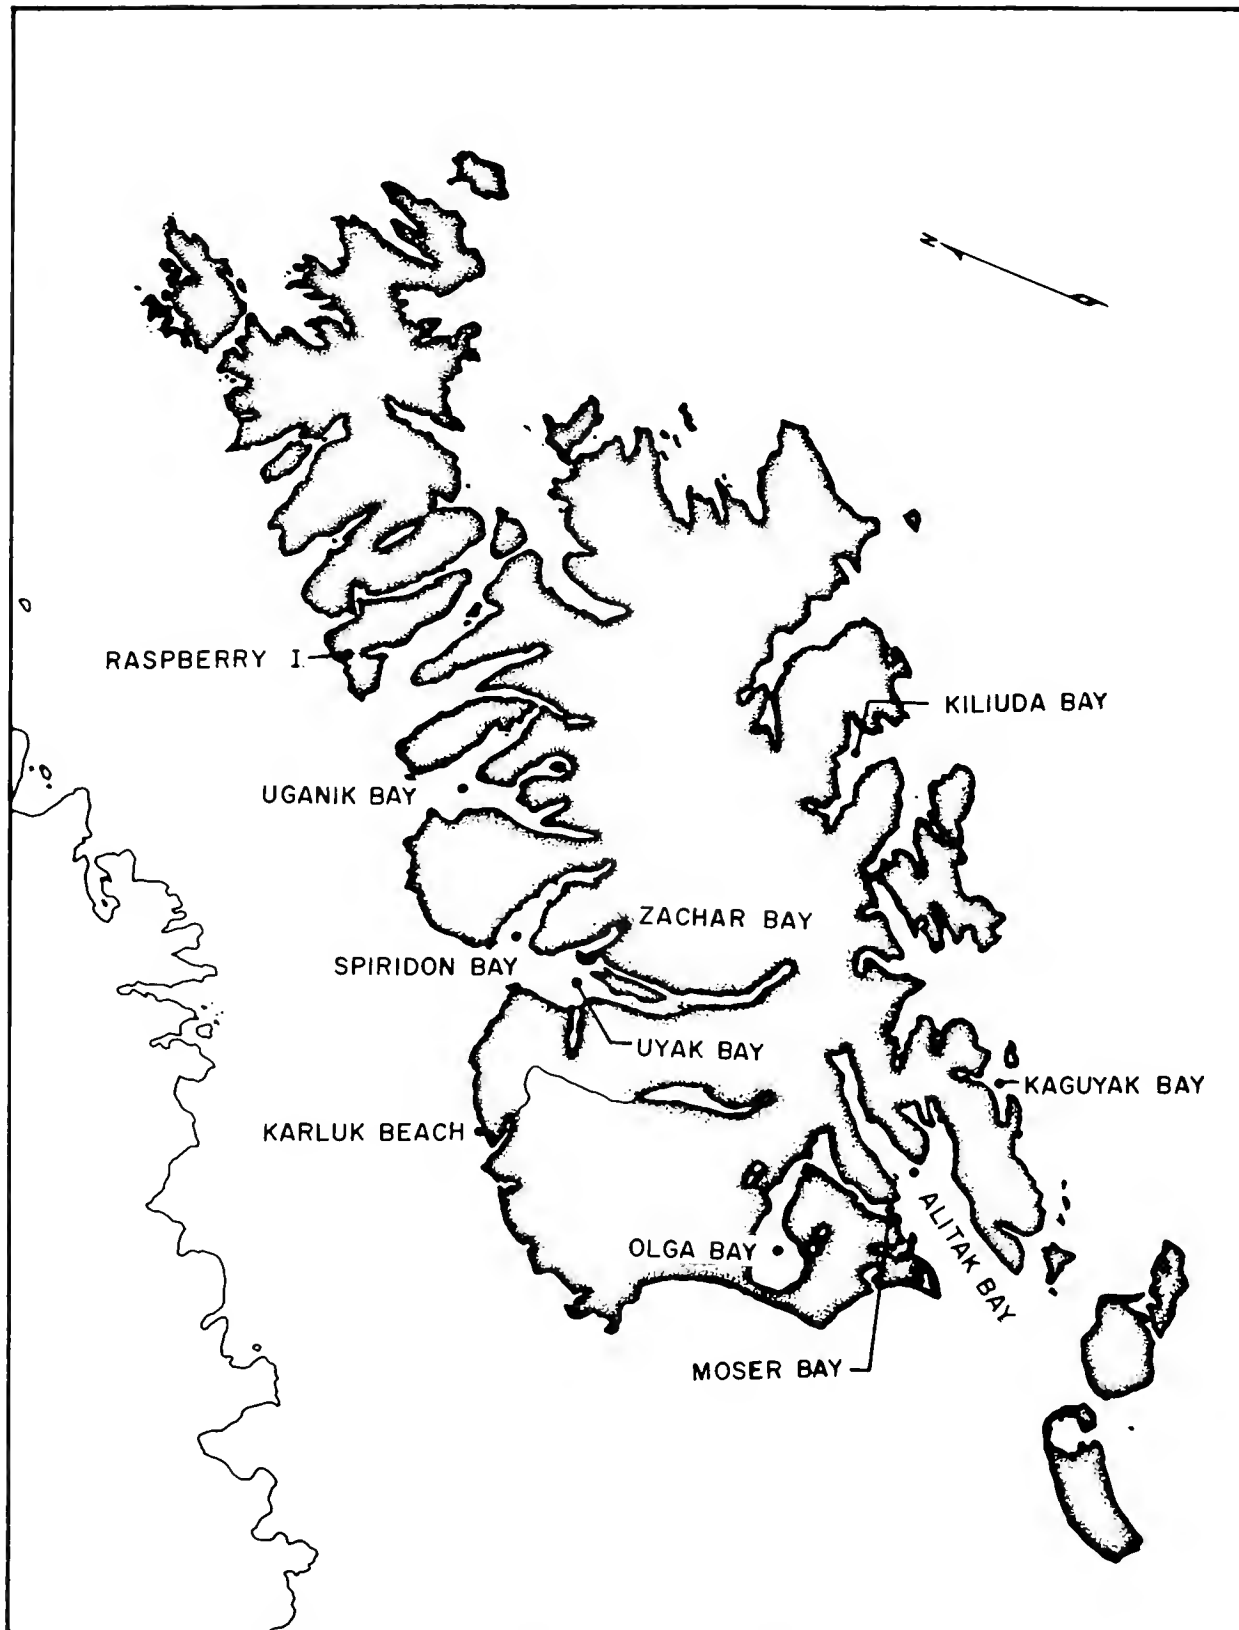 N
RASPBERRY I.
KILIUDA BAY
UGANIK BAY
ZACHAR BAY
SPIRIDON BAY
UYAK BAY
KAGUYAK BAY
KARLUK BEACH
ALITAK BAY
OLGA BAY
MOSER BAY